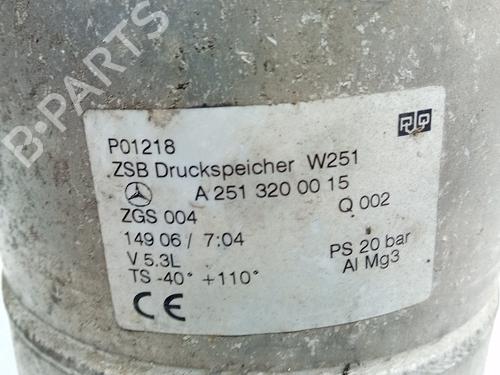 B-PARTS
P01218
ZSB Druckspeicher W251
A 251 320 00 15
ZGS 004 Q 002
149 06 / 7:04
V 5.3L PS 20 bar
TS -40° +110° Al Mg3
CE